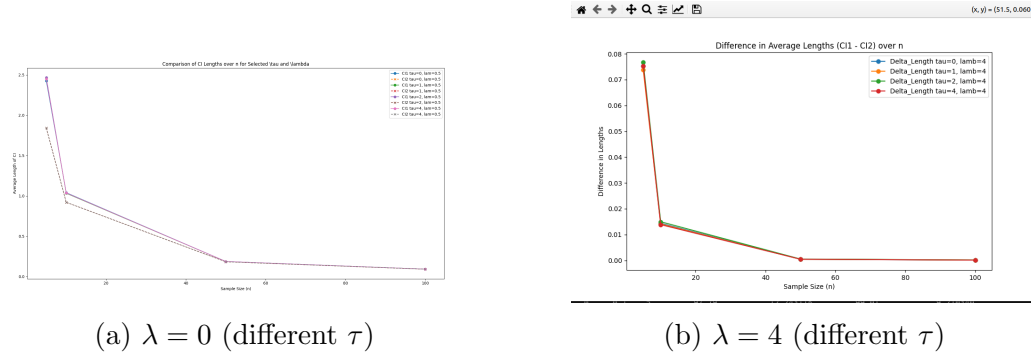 (x, y) = (51.5, 0.060
Comparison of CI Lengths over n for Selected \tau and \lambda
2.5
2.0
1.5
1.0
0.5
0.0
Average Length of CI
20
40
60
80
100
Sample Size (n)
CI1 tau=0, lam=0.5
CI2 tau=0, lam=0.5
CI1 tau=1, lam=0.5
CI2 tau=1, lam=0.5
CI1 tau=2, lam=0.5
CI2 tau=2, lam=0.5
CI1 tau=4, lam=0.5
CI2 tau=4, lam=0.5
Difference in Average Lengths (CI1 - CI2) over n
0.08
0.07
0.06
0.05
0.04
0.03
0.02
0.01
0.00
Difference in Lengths
20
40
60
80
100
Sample Size (n)
Delta_Length tau=0, lamb=4
Delta_Length tau=1, lamb=4
Delta_Length tau=2, lamb=4
Delta_Length tau=4, lamb=4
(a) λ = 0 (different τ)
(b) λ = 4 (different τ)